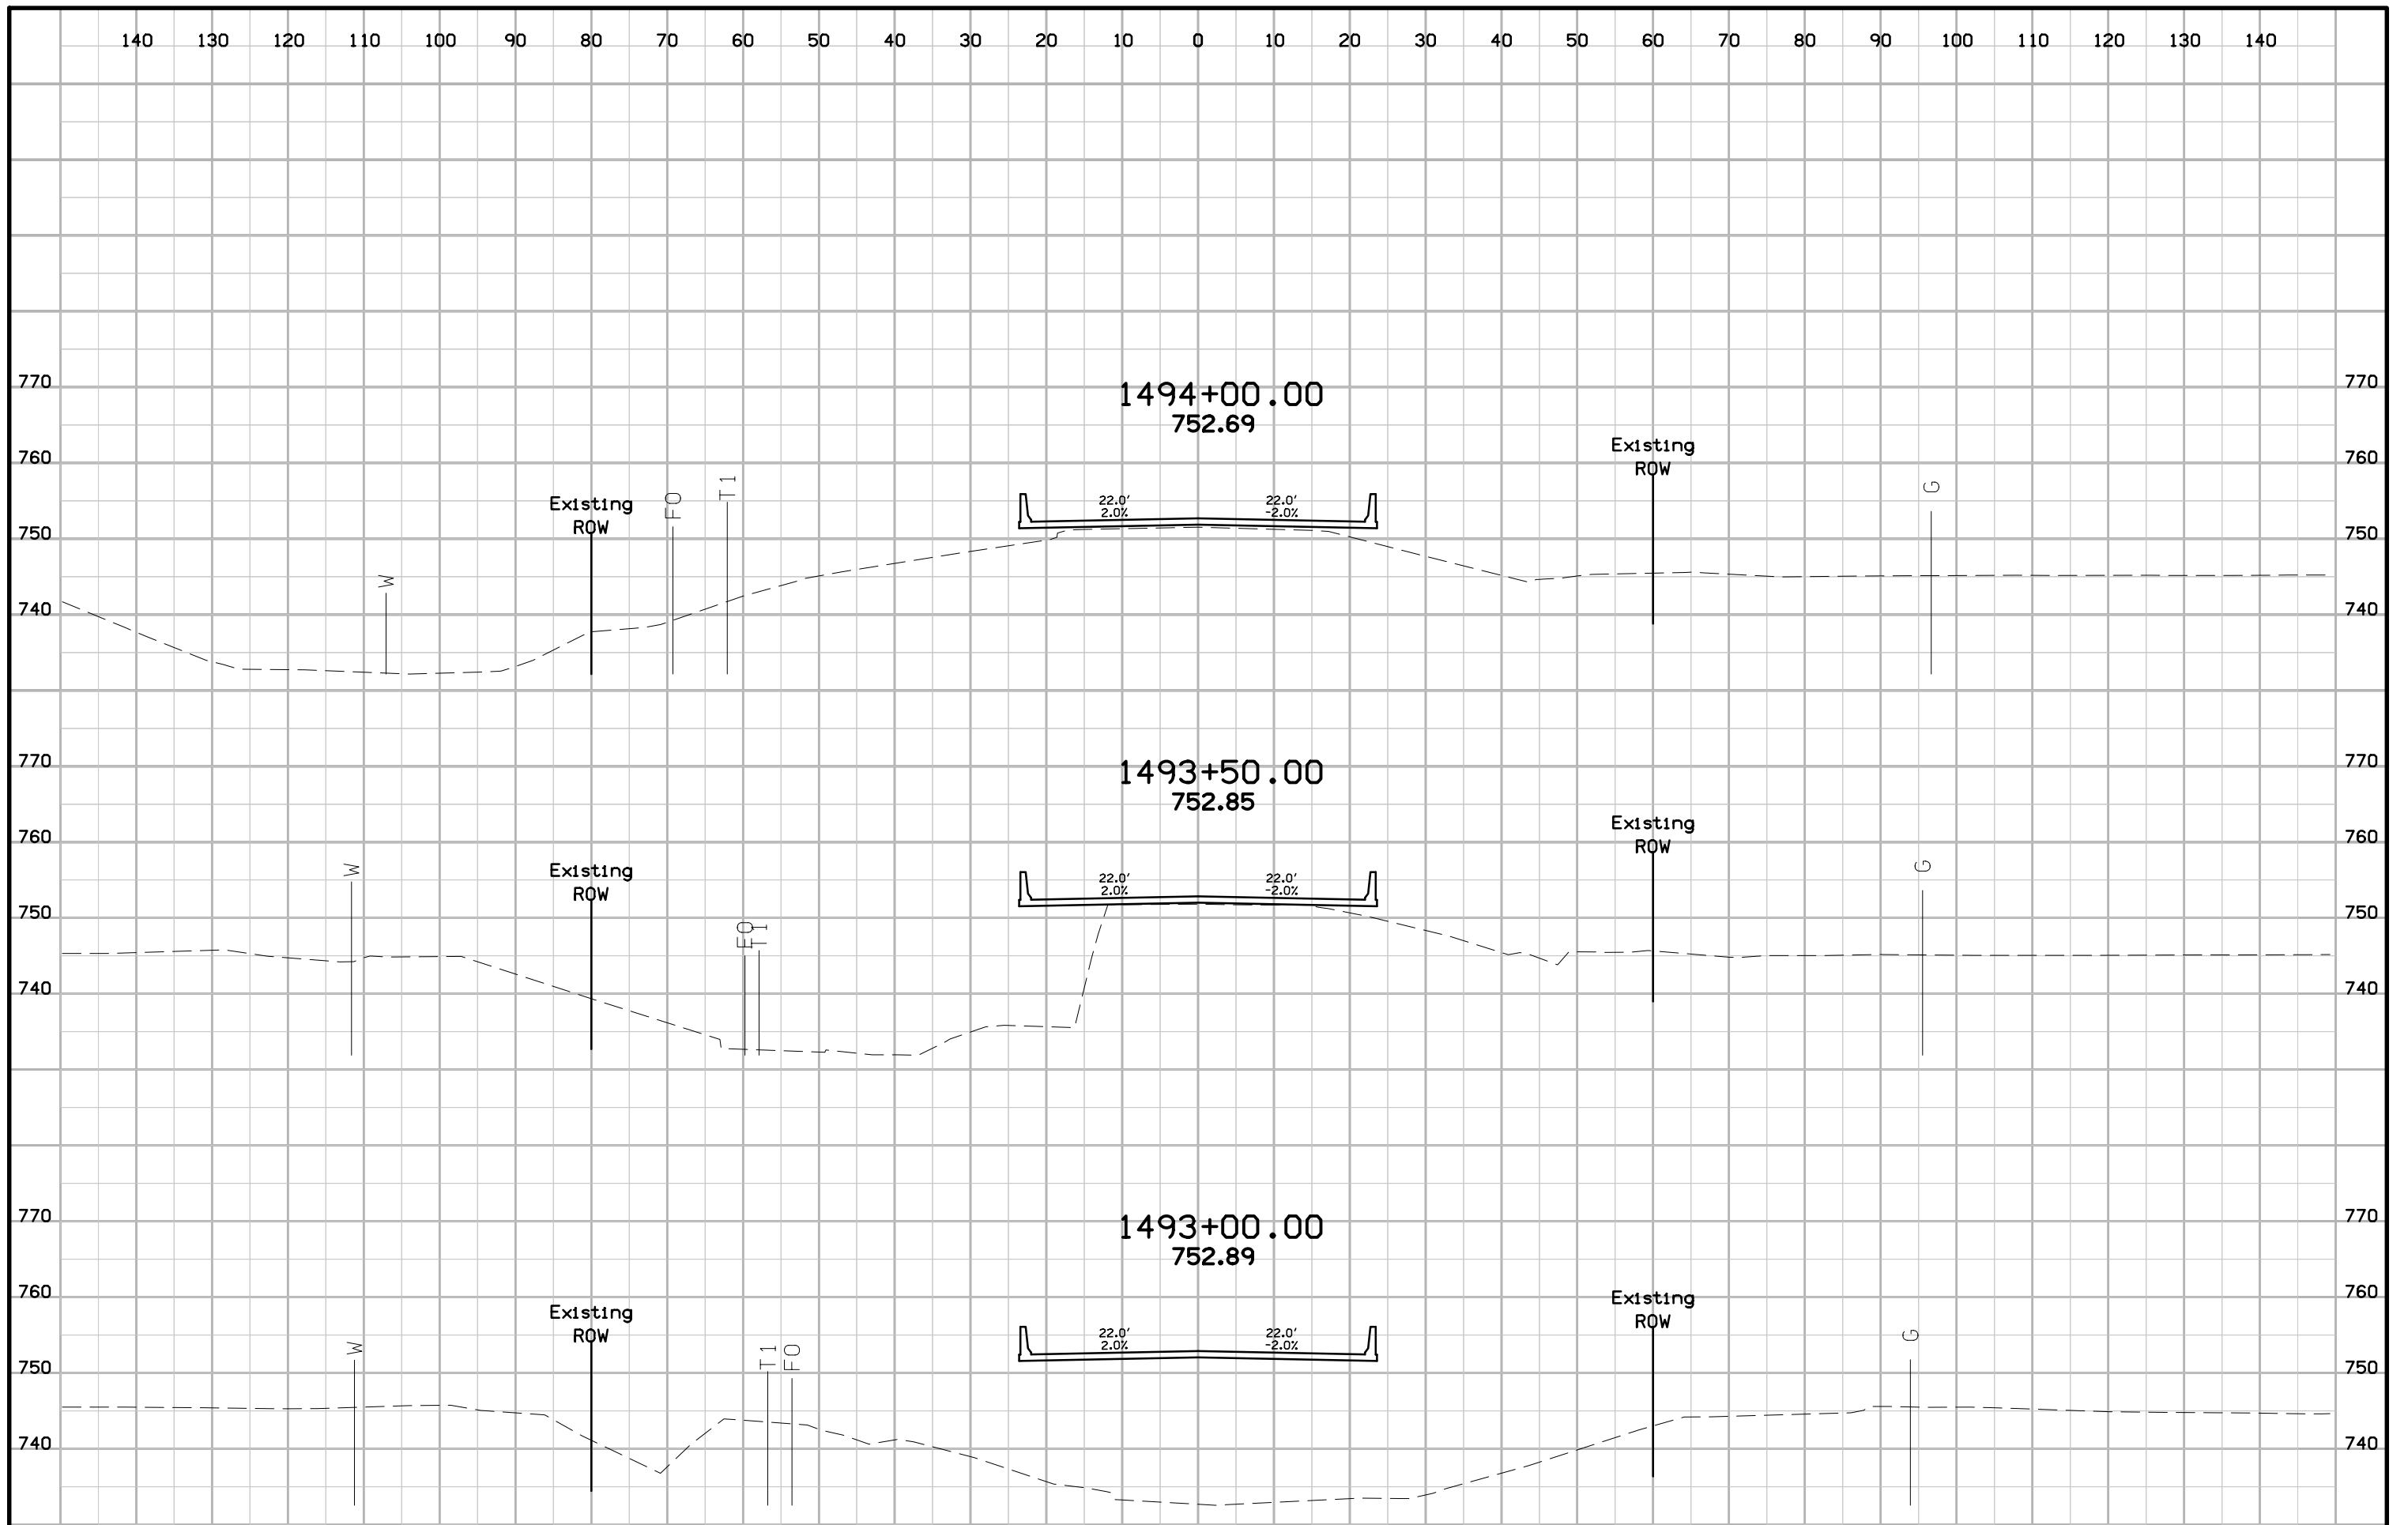 140 130 120 110 100 90 80 70 60 50 40 30 20 10 0 10 20 30 40 50 60 70 80 90 100 110 120 130 140
770 1494+00.00 770
752.69
760 Existing 760
ROW
Existing FO T1 22.0' 22.0' G
ROW 2.0% -2.0%
750 750
W
740 740
770 1493+50.00 770
752.85
760 Existing 760
ROW
W Existing 22.0' 22.0' G
ROW 2.0% -2.0%
750 750
FO T1
740 740
770 1493+00.00 770
752.89
760 Existing 760
Existing ROW
W ROW T1 FO 22.0' 22.0' G
2.0% -2.0%
750 750
740 740